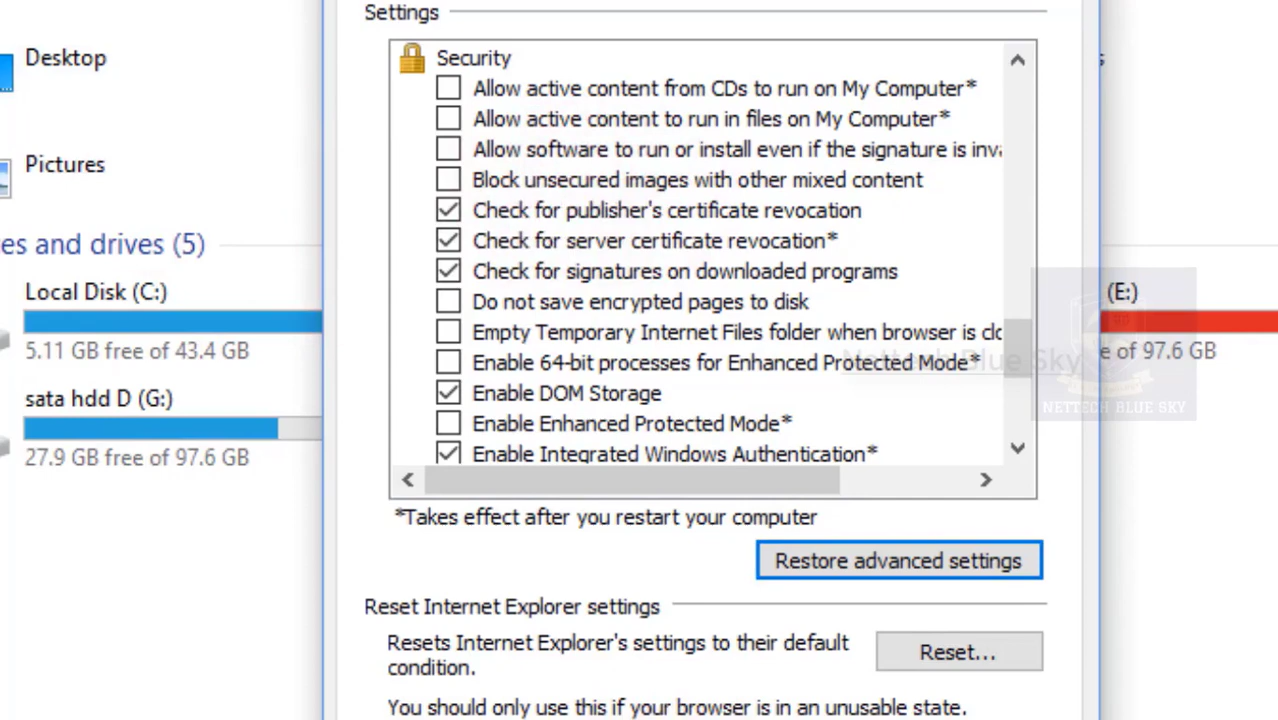 Settings
Desktop
Security
Allow active content from CDs to run on My Computer*
Allow active content to run in files on My Computer*
Allow software to run or install even if the signature is inva
Pictures
Block unsecured images with other mixed content
Check for publisher's certificate revocation
es and drives (5)
Check for server certificate revocation*
Check for signatures on downloaded programs
Local Disk (C:)
Do not save encrypted pages to disk
(E:)
Empty Temporary Internet Files folder when browser is clo
5.11 GB free of 43.4 GB
Enable 64-bit processes for Enhanced Protected Mode*
Nettech Blue Sky
e of 97.6 GB
sata hdd D (G:)
Enable DOM Storage
NETTECH BLUE SKY
Enable Enhanced Protected Mode*
27.9 GB free of 97.6 GB
Enable Integrated Windows Authentication*
*Takes effect after you restart your computer
Restore advanced settings
Reset Internet Explorer settings
Resets Internet Explorer's settings to their default
condition.
Reset...
You should only use this if your browser is in an unusable state.